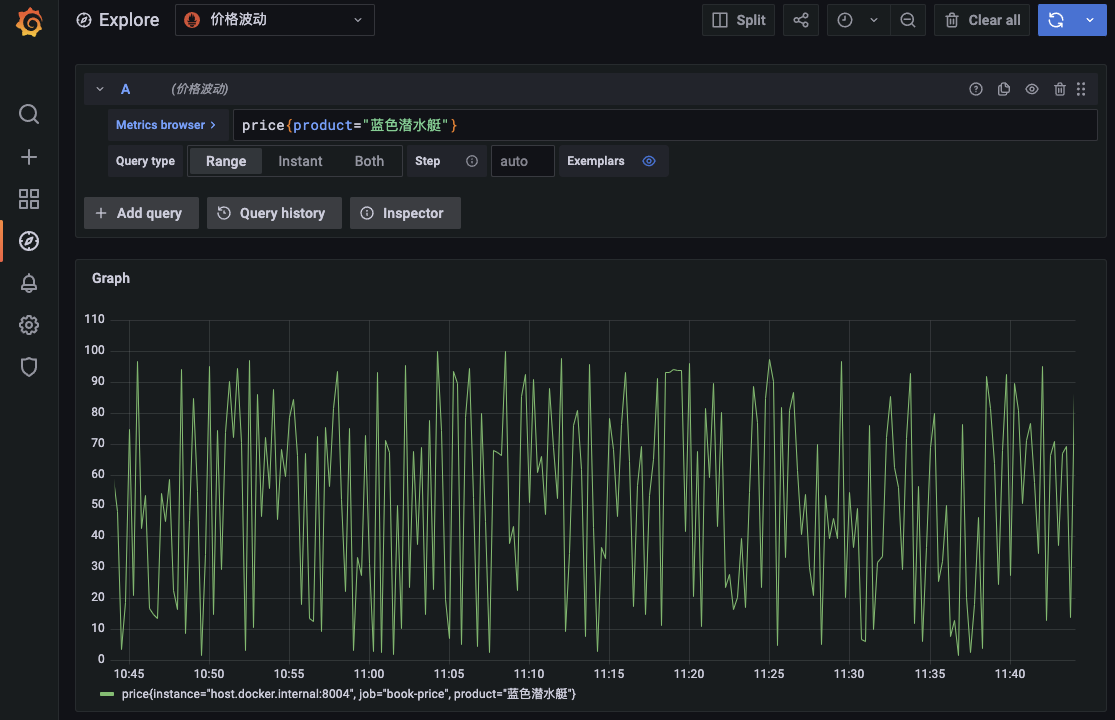 Explore 价格波动 Split Clear all
A (价格波动)
Metrics browser > price{product="蓝色潜水艇"}
Query type Range Instant Both Step auto Exemplars
+ Add query Query history Inspector
Graph
110
100
90
80
70
60
50
40
30
20
10
0
10:45 10:50 10:55 11:00 11:05 11:10 11:15 11:20 11:25 11:30 11:35 11:40
price{instance="host.docker.internal:8004", job="book-price", product="蓝色潜水艇"}